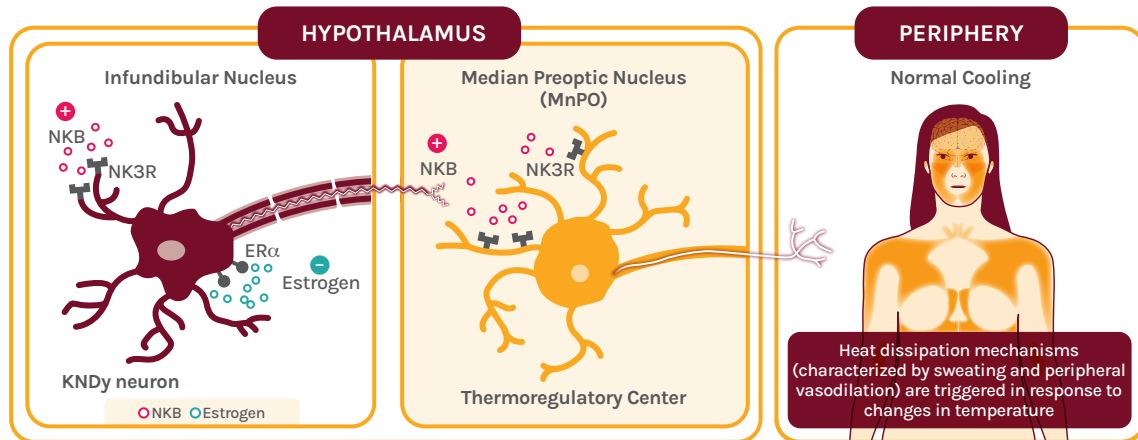 HYPOTHALAMUS
Infundibular Nucleus
+
NKB
NK3R
ERα
−
Estrogen
KNDy neuron
NKB Estrogen
Median Preoptic Nucleus
(MnPO)
+
NKB
NK3R
Thermoregulatory Center
PERIPHERY
Normal Cooling
Heat dissipation mechanisms
(characterized by sweating and peripheral
vasodilation) are triggered in response to
changes in temperature